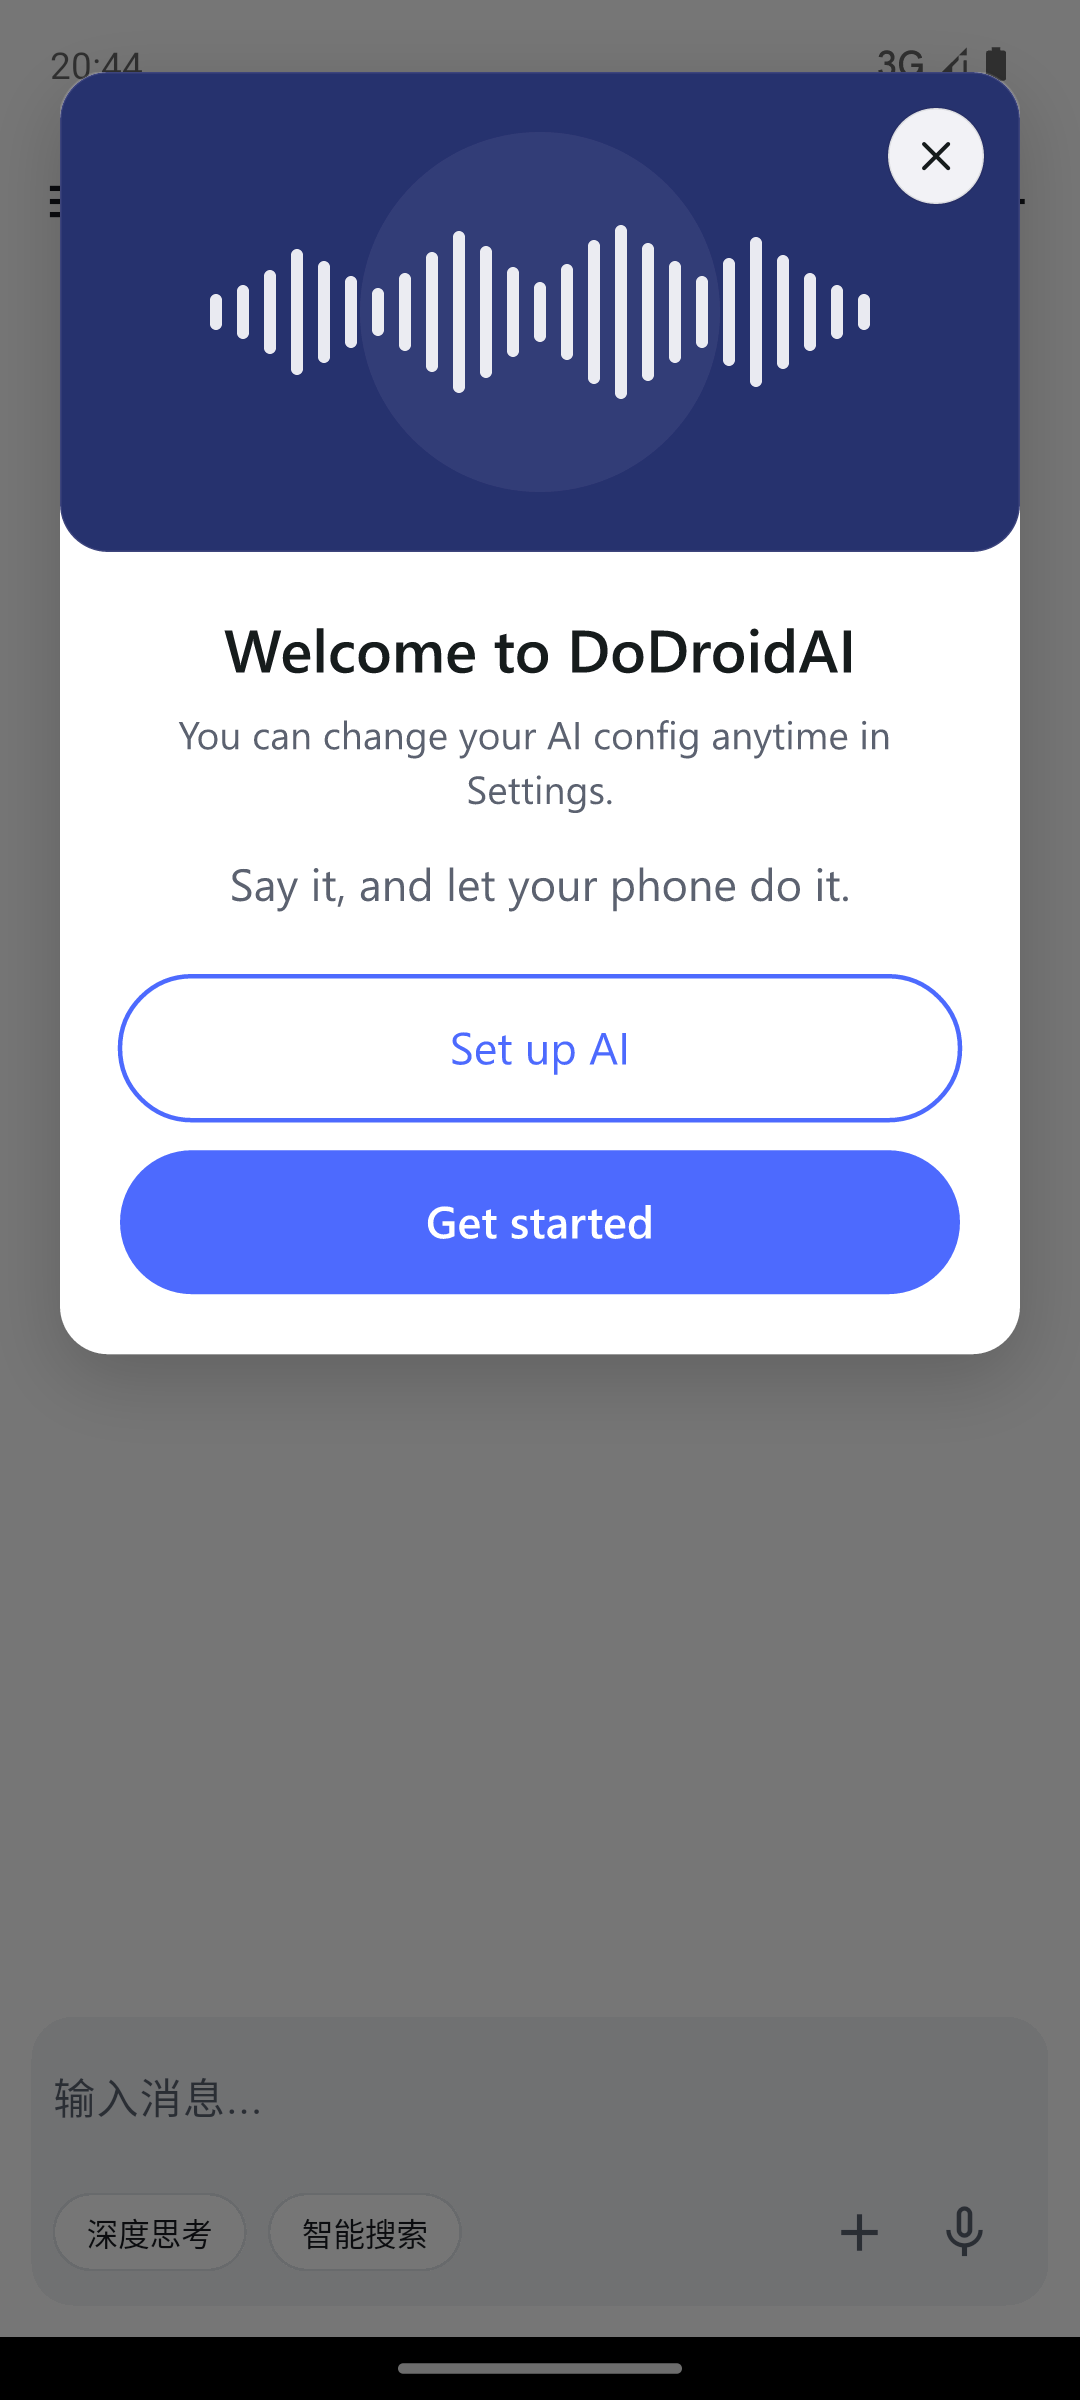 20:44
3G
Welcome to DoDroidAI
You can change your AI config anytime in
Settings.
Say it, and let your phone do it.
Set up AI
Get started
输入消息...
深度思考
智能搜索